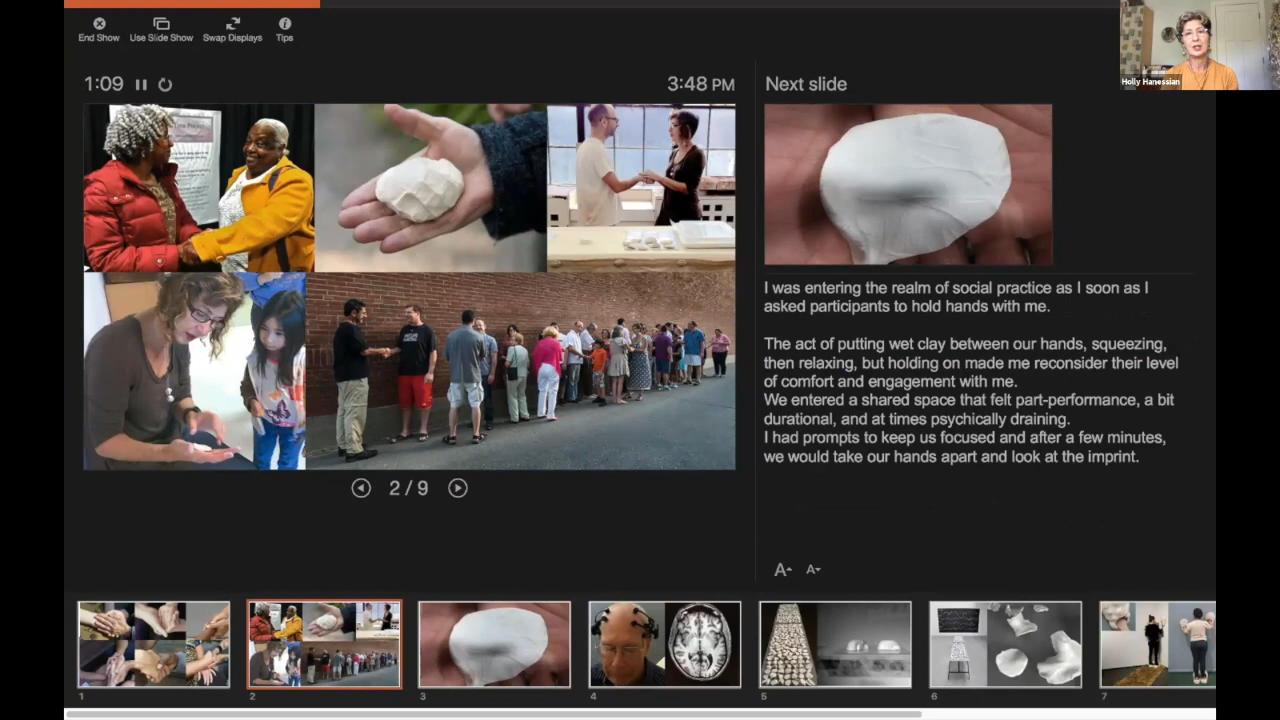 End Show
Use Slide Show
Swap Displays
Tips
Holly Hanessian
1:09
3:48 PM
Next slide
I was entering the realm of social practice as I soon as I
asked participants to hold hands with me.
The act of putting wet clay between our hands, squeezing,
then relaxing, but holding on made me reconsider their level
of comfort and engagement with me.
We entered a shared space that felt part-performance, a bit
durational, and at times psychically draining.
I had prompts to keep us focused and after a few minutes,
we would take our hands apart and look at the imprint.
2 / 9
A A
1
2
3
4
5
6
7